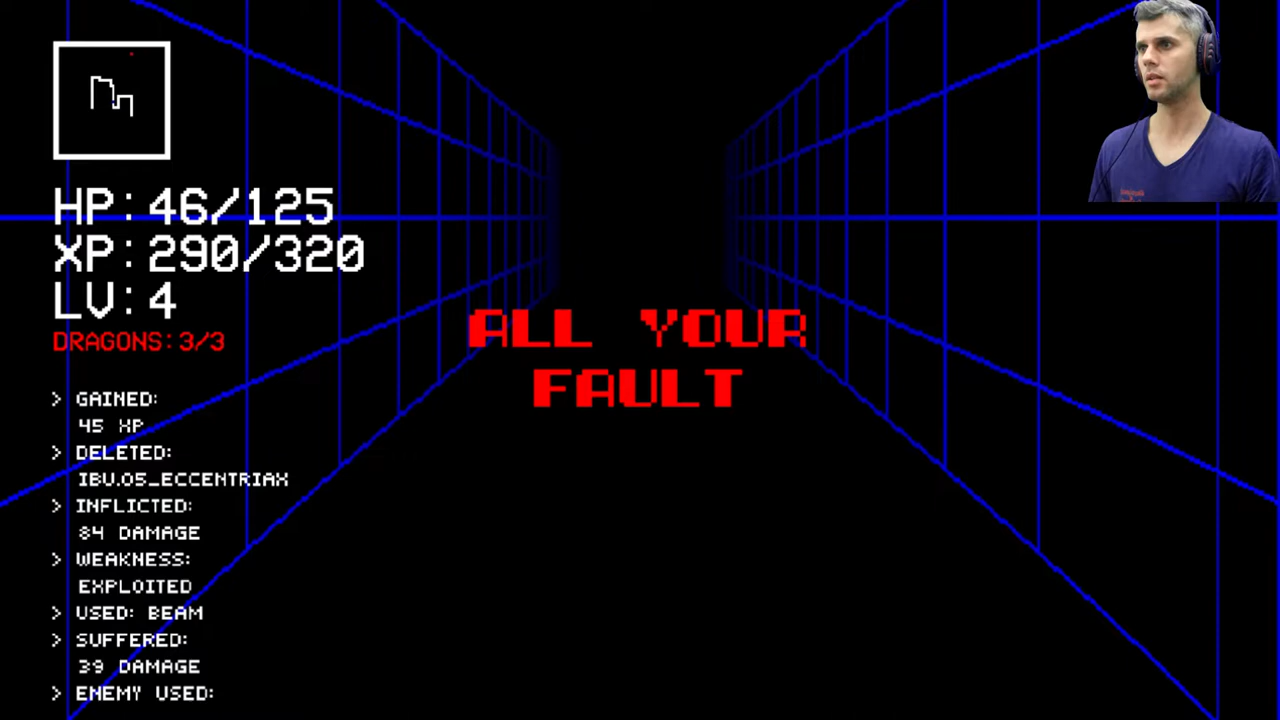 HP:46/125
XP:290/320
LV:4
DRAGONS:3/3
ALL YOUR
FAULT
> GAINED:
45 XP
> DELETED:
IBU.05_ECCENTRIAX
> INFLICTED:
84 DAMAGE
> WEAKNESS:
EXPLOITED
> USED: BEAM
> SUFFERED:
39 DAMAGE
> ENEMY USED: